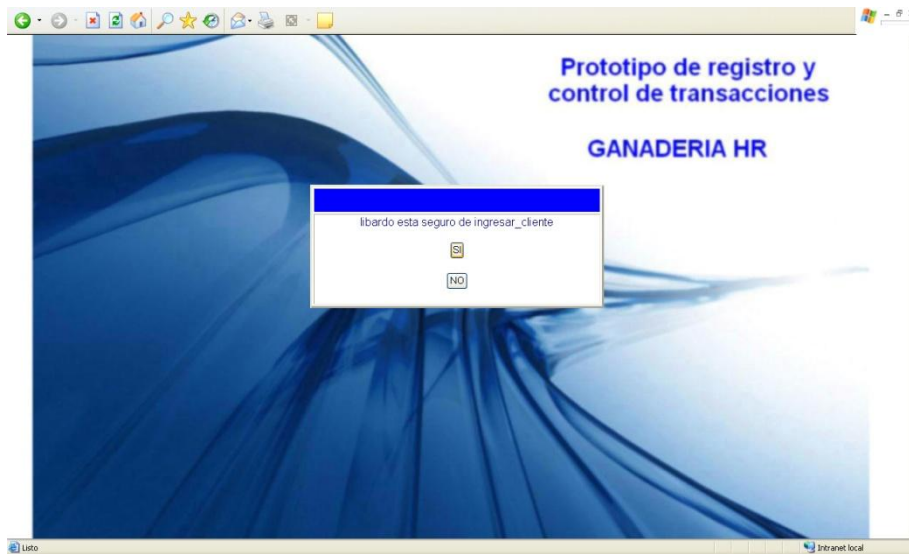 Prototipo de registro y
control de transacciones
GANADERIA HR
libardo esta seguro de ingresar_cliente
SI
NO
Listo
Intranet local